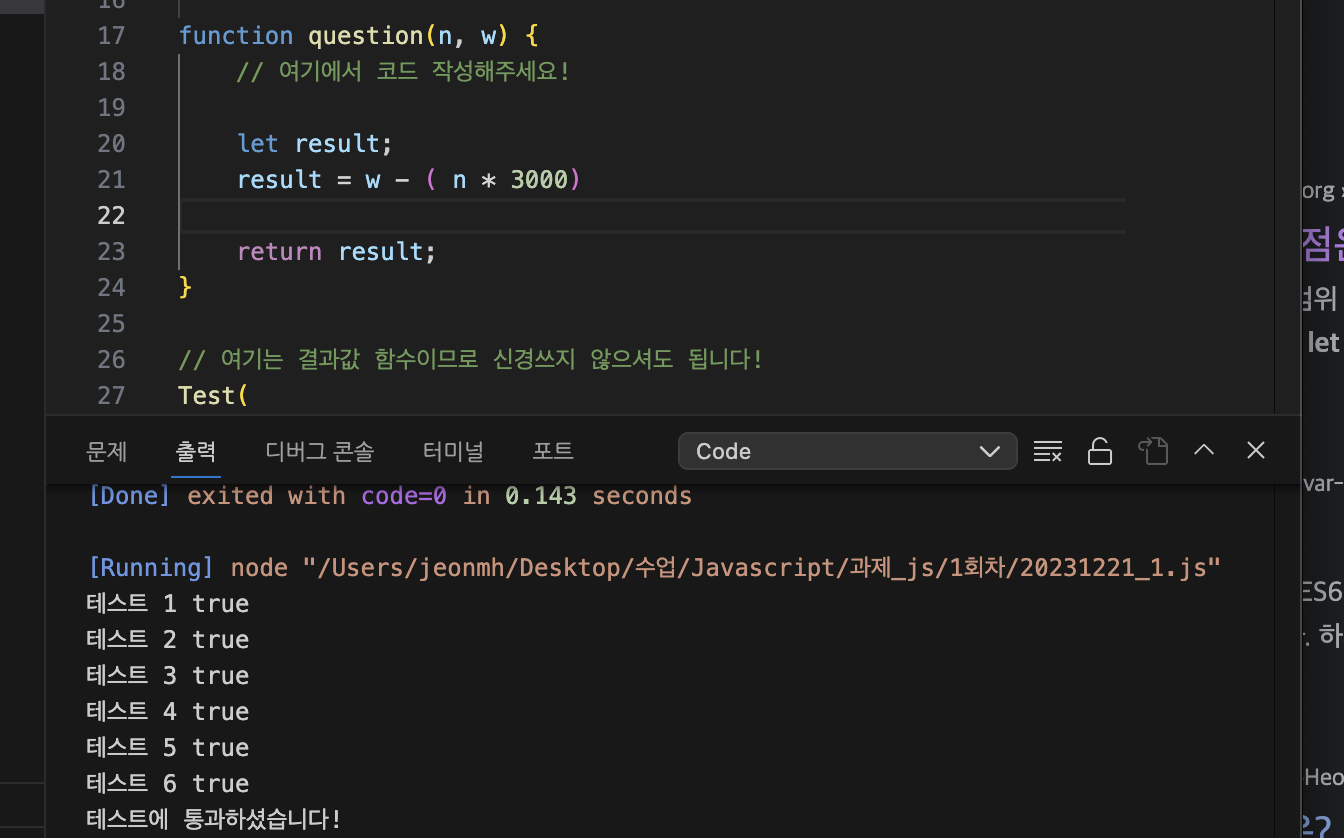 16
17 function question(n, w) {
18 // 여기에서 코드 작성해주세요!
19
20 let result;
21 result = w - ( n * 3000)
22
23 return result;
24 }
25
26 // 여기는 결과값 함수이므로 신경쓰지 않으셔도 됩니다!
27 Test(
문제 출력 디버그 콘솔 터미널 포트 Code
[Done] exited with code=0 in 0.143 seconds
[Running] node "/Users/jeonmh/Desktop/수업/Javascript/과제_js/1회차/20231221_1.js"
테스트 1 true
테스트 2 true
테스트 3 true
테스트 4 true
테스트 5 true
테스트 6 true
테스트에 통과하셨습니다!
org
let
var-
ES6
Heo